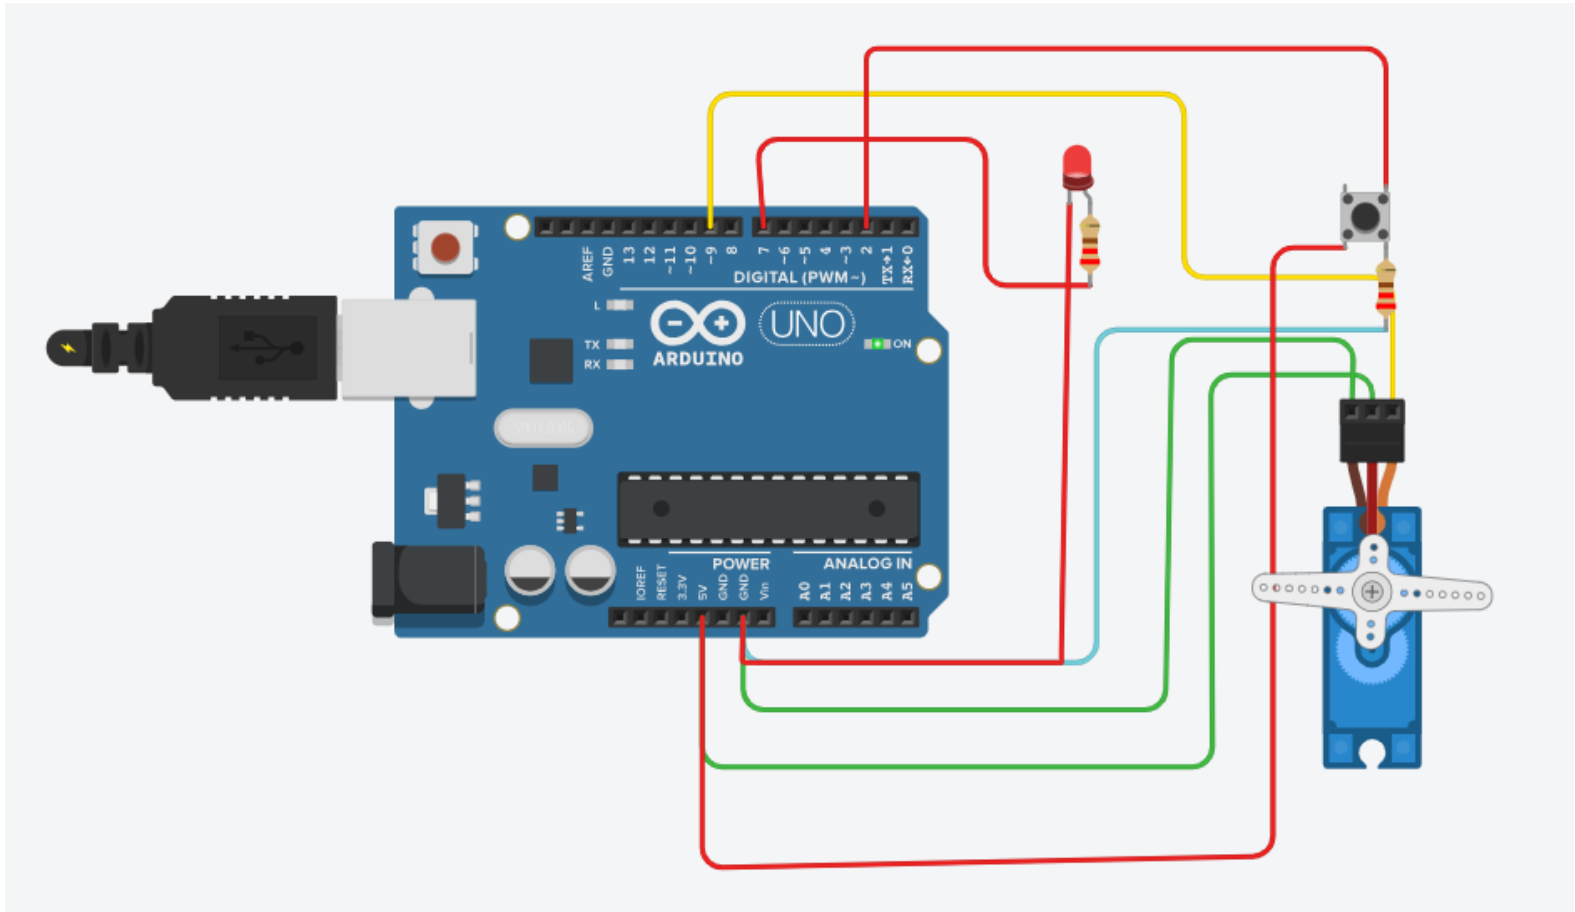 AREF
GND
13
12
~11
~10
~9
8
7
~6
~5
4
~3
2
TX→1
RX←0
DIGITAL (PWM~)
L
TX
RX
ARDUINO
UNO
ON
POWER
ANALOG IN
IOREF
RESET
3.3V
5V
GND
GND
Vin
A0
A1
A2
A3
A4
A5